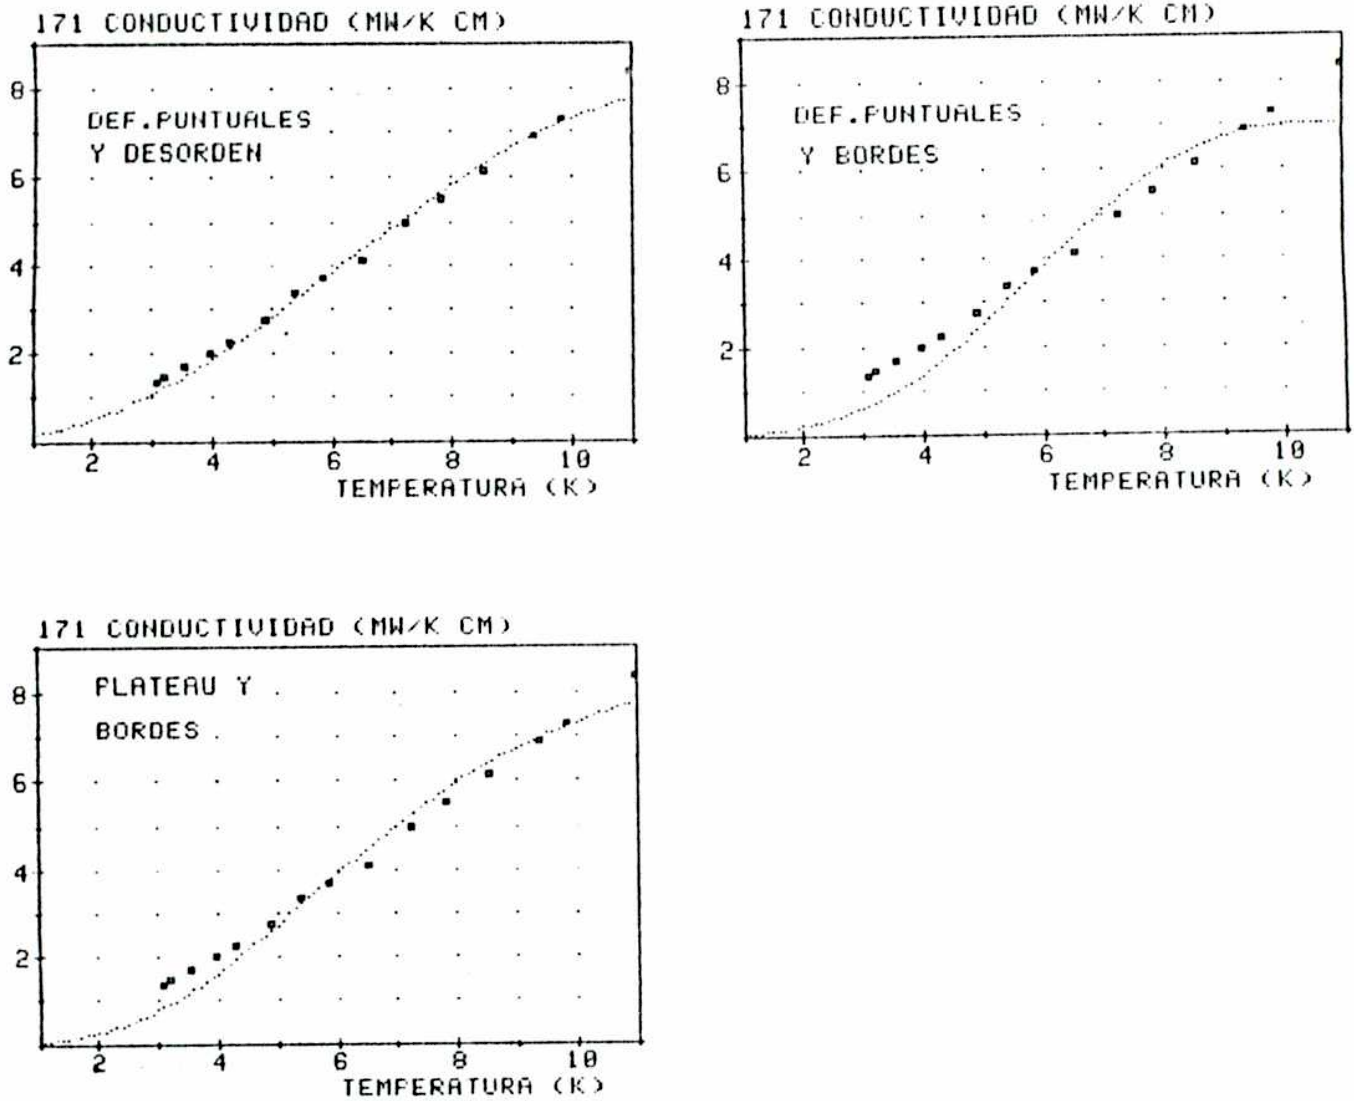 171 CONDUCTIVIDAD (MW/K CM)
8
6
4
2
DEF.PUNTUALES
Y DESORDEN
2 4 6 8 10
TEMPERATURA (K)
171 CONDUCTIVIDAD (MW/K CM)
8
6
4
2
DEF.PUNTUALES
Y BORDES
2 4 6 8 10
TEMPERATURA (K)
171 CONDUCTIVIDAD (MW/K CM)
8
6
4
2
PLATEAU Y
BORDES
2 4 6 8 10
TEMPERATURA (K)